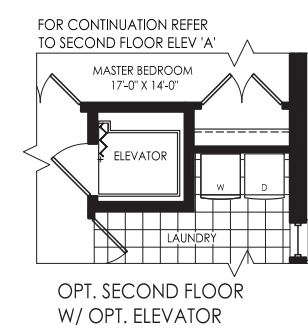 FOR CONTINUATION REFER
TO SECOND FLOOR ELEV 'A'
MASTER BEDROOM
17'-0" X 14'-0"
ELEVATOR
W
D
LAUNDRY
OPT. SECOND FLOOR
W/ OPT. ELEVATOR